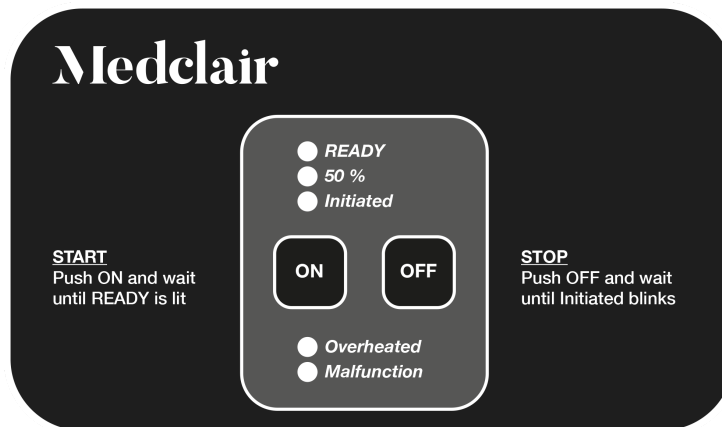 Medclair
READY
50 %
Initiated
START
Push ON and wait
until READY is lit
ON
OFF
STOP
Push OFF and wait
until Initiated blinks
Overheated
Malfunction